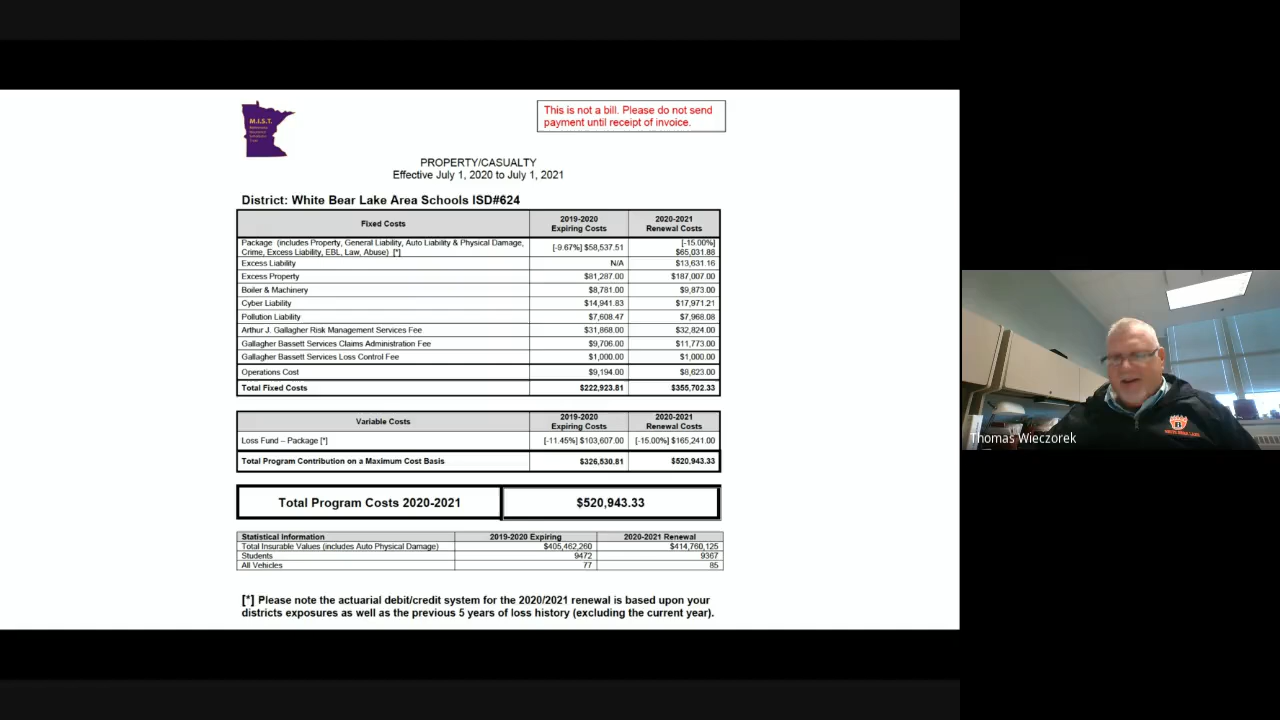 M.I.S.T.
This is not a bill. Please do not send
payment until receipt of invoice.
PROPERTY/CASUALTY
Effective July 1, 2020 to July 1, 2021
District: White Bear Lake Area Schools ISD#624
Fixed Costs 2019-2020 Expiring Costs 2020-2021 Renewal Costs
Package (includes Property, General Liability, Auto Liability & Physical Damage, Crime, Excess Liability, EBL, Law, Abuse) [*] [-9.67%] $58,537.51 [-15.00%] $65,031.88
Excess Liability N/A $13,631.16
Excess Property $81,287.00 $187,007.00
Boiler & Machinery $8,781.00 $9,873.00
Cyber Liability $14,941.83 $17,971.21
Pollution Liability $7,608.47 $7,968.08
Arthur J. Gallagher Risk Management Services Fee $31,868.00 $32,824.00
Gallagher Bassett Services Claims Administration Fee $9,706.00 $11,773.00
Gallagher Bassett Services Loss Control Fee $1,000.00 $1,000.00
Operations Cost $9,194.00 $8,623.00
Total Fixed Costs $222,923.81 $355,702.33
Variable Costs 2019-2020 Expiring Costs 2020-2021 Renewal Costs
Loss Fund – Package [*] [-11.45%] $103,607.00 [-15.00%] $165,241.00
Total Program Contribution on a Maximum Cost Basis $326,530.81 $520,943.33
Total Program Costs 2020-2021 $520,943.33
Statistical Information 2019-2020 Expiring 2020-2021 Renewal
Total Insurable Values (includes Auto Physical Damage) $405,462,260 $414,760,125
Students 9472 9367
All Vehicles 77 85
[*] Please note the actuarial debit/credit system for the 2020/2021 renewal is based upon your
districts exposures as well as the previous 5 years of loss history (excluding the current year).
Thomas Wieczorek